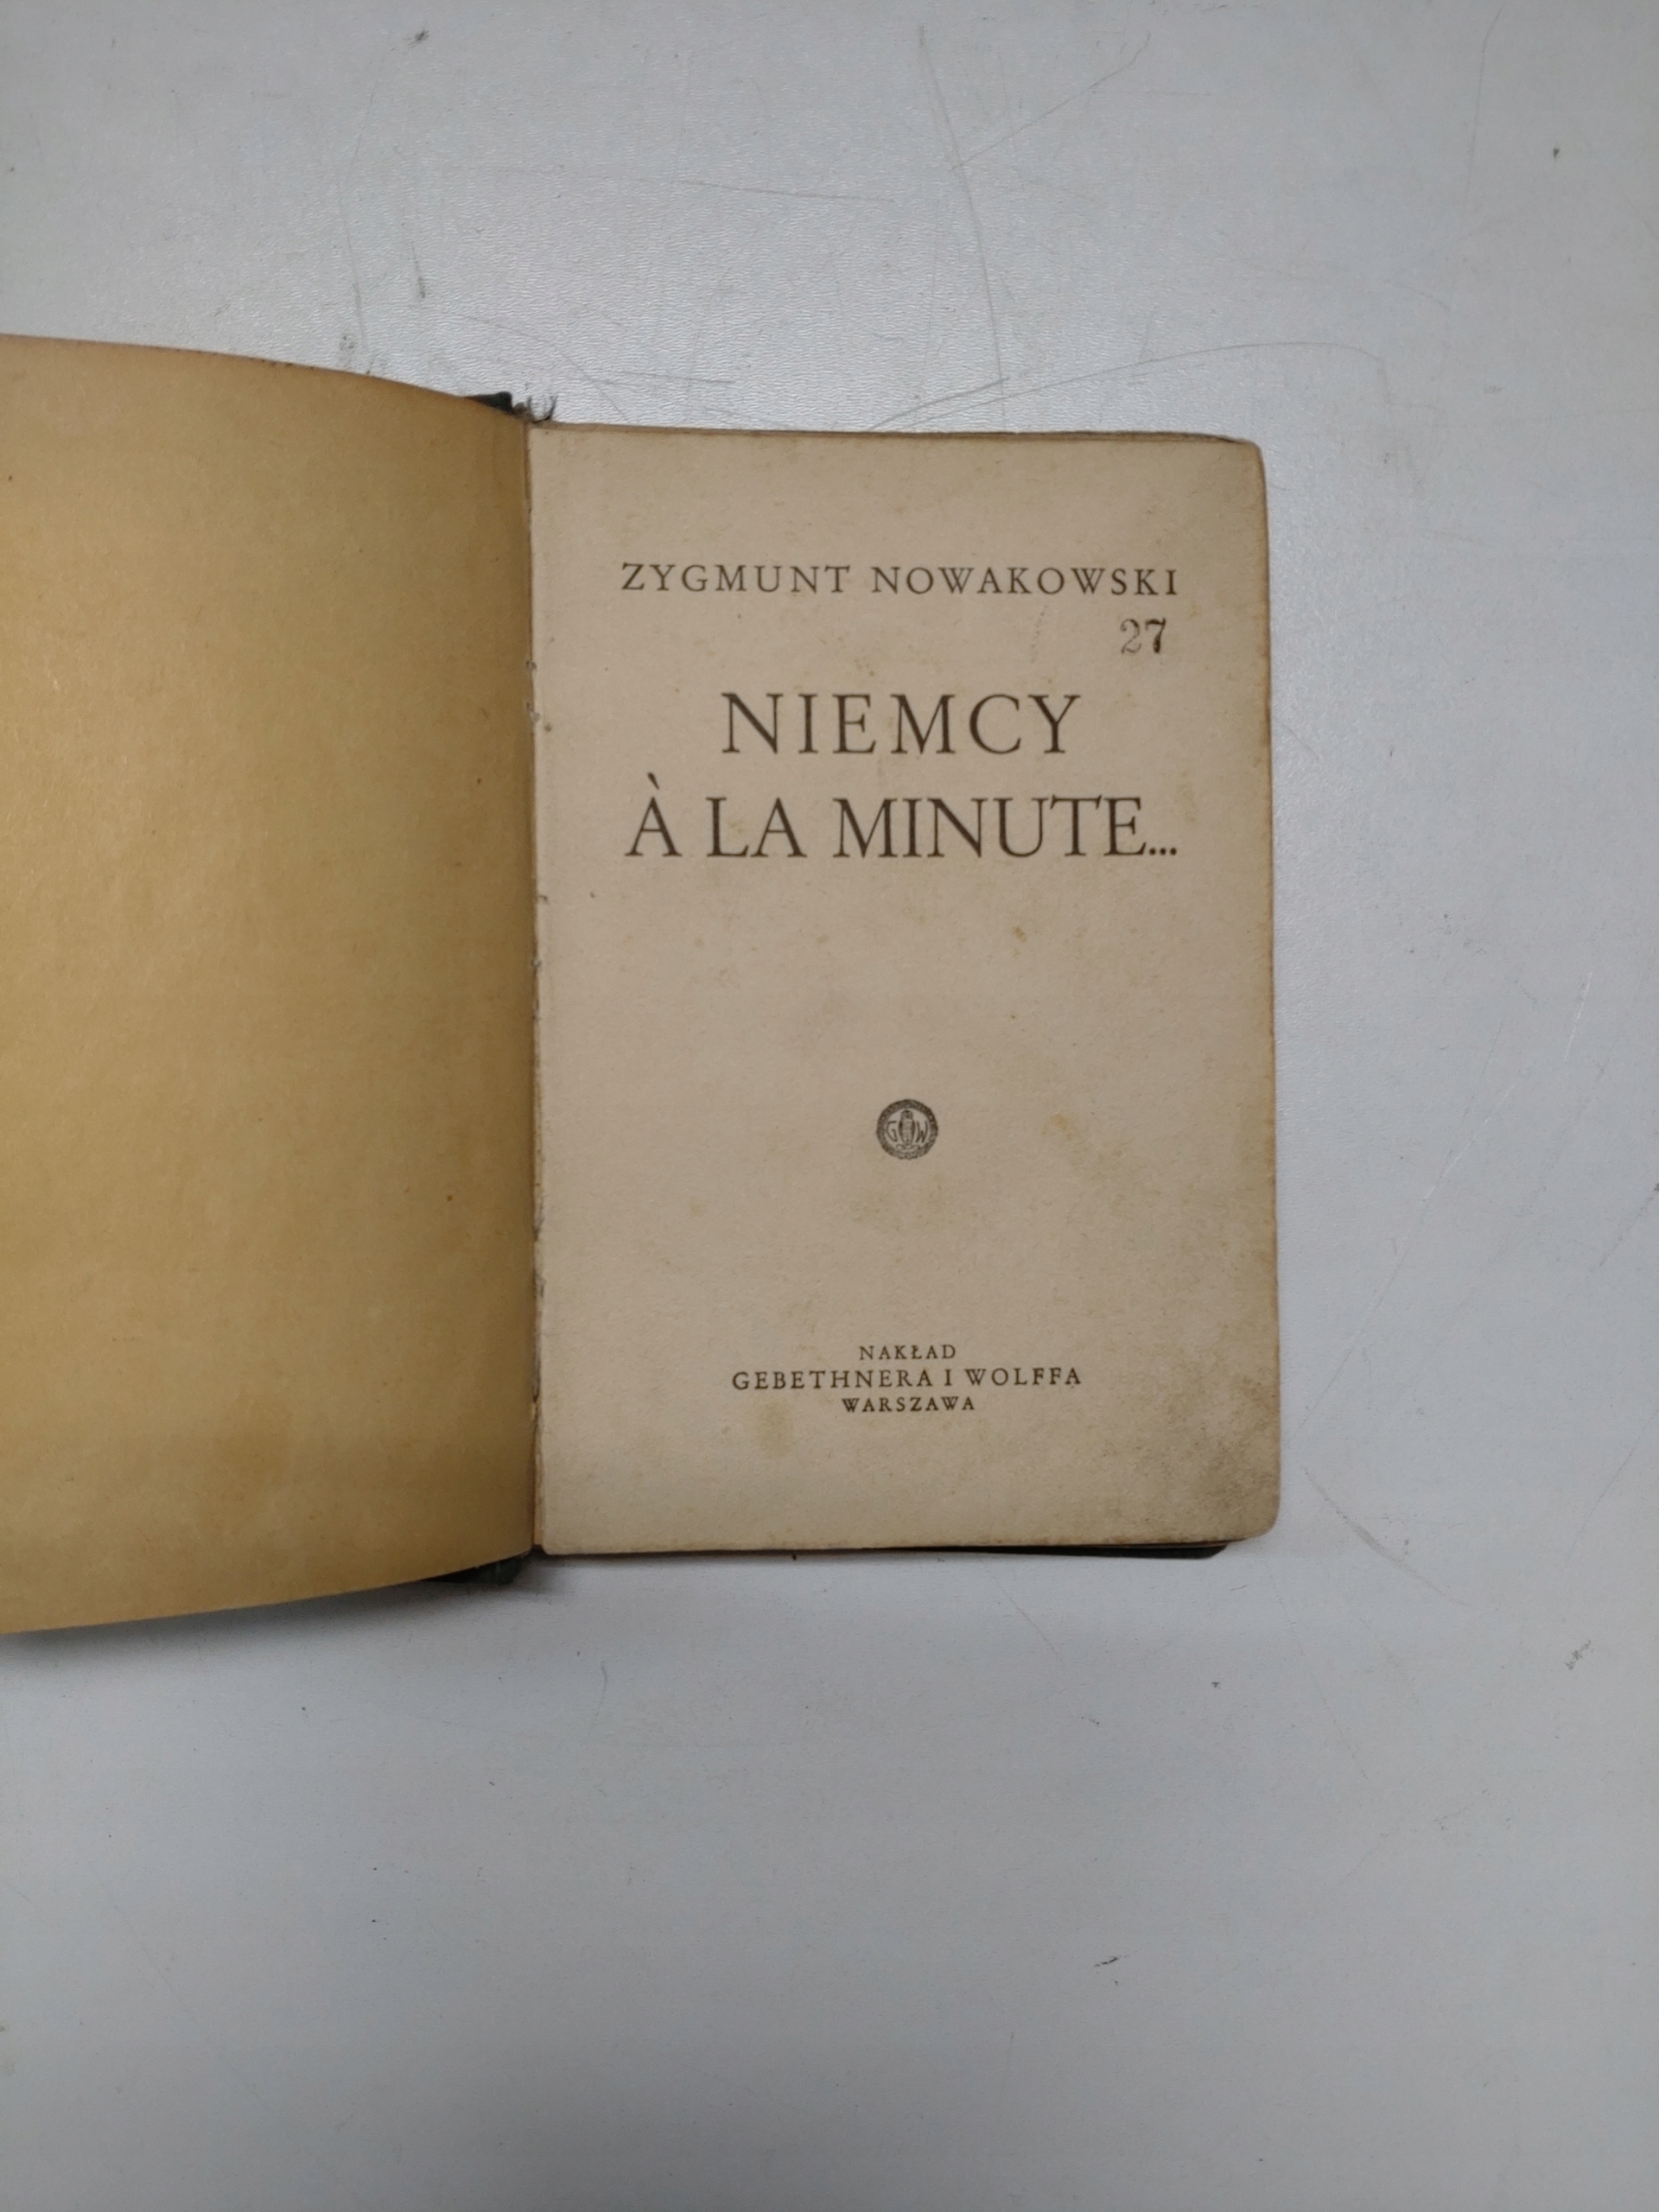 ZYGMUNT NOWAKOWSKI
27
NIEMCY
À LA MINUTE...
G W
NAKŁAD
GEBETHNERA I WOLFFA
WARSZAWA